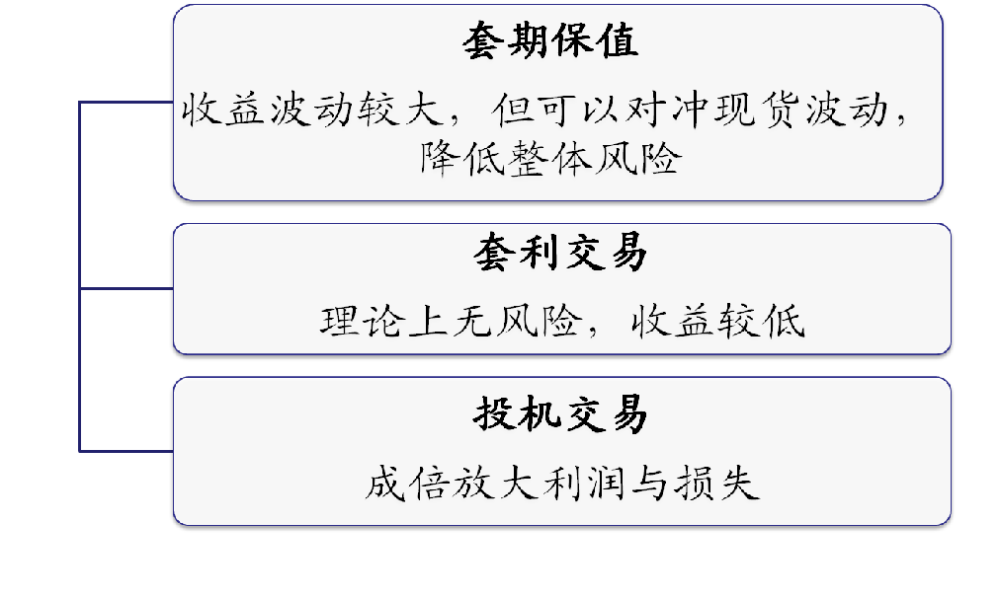 套期保值
收益波动较大，但可以对冲现货波动，
降低整体风险
套利交易
理论上无风险，收益较低
投机交易
成倍放大利润与损失